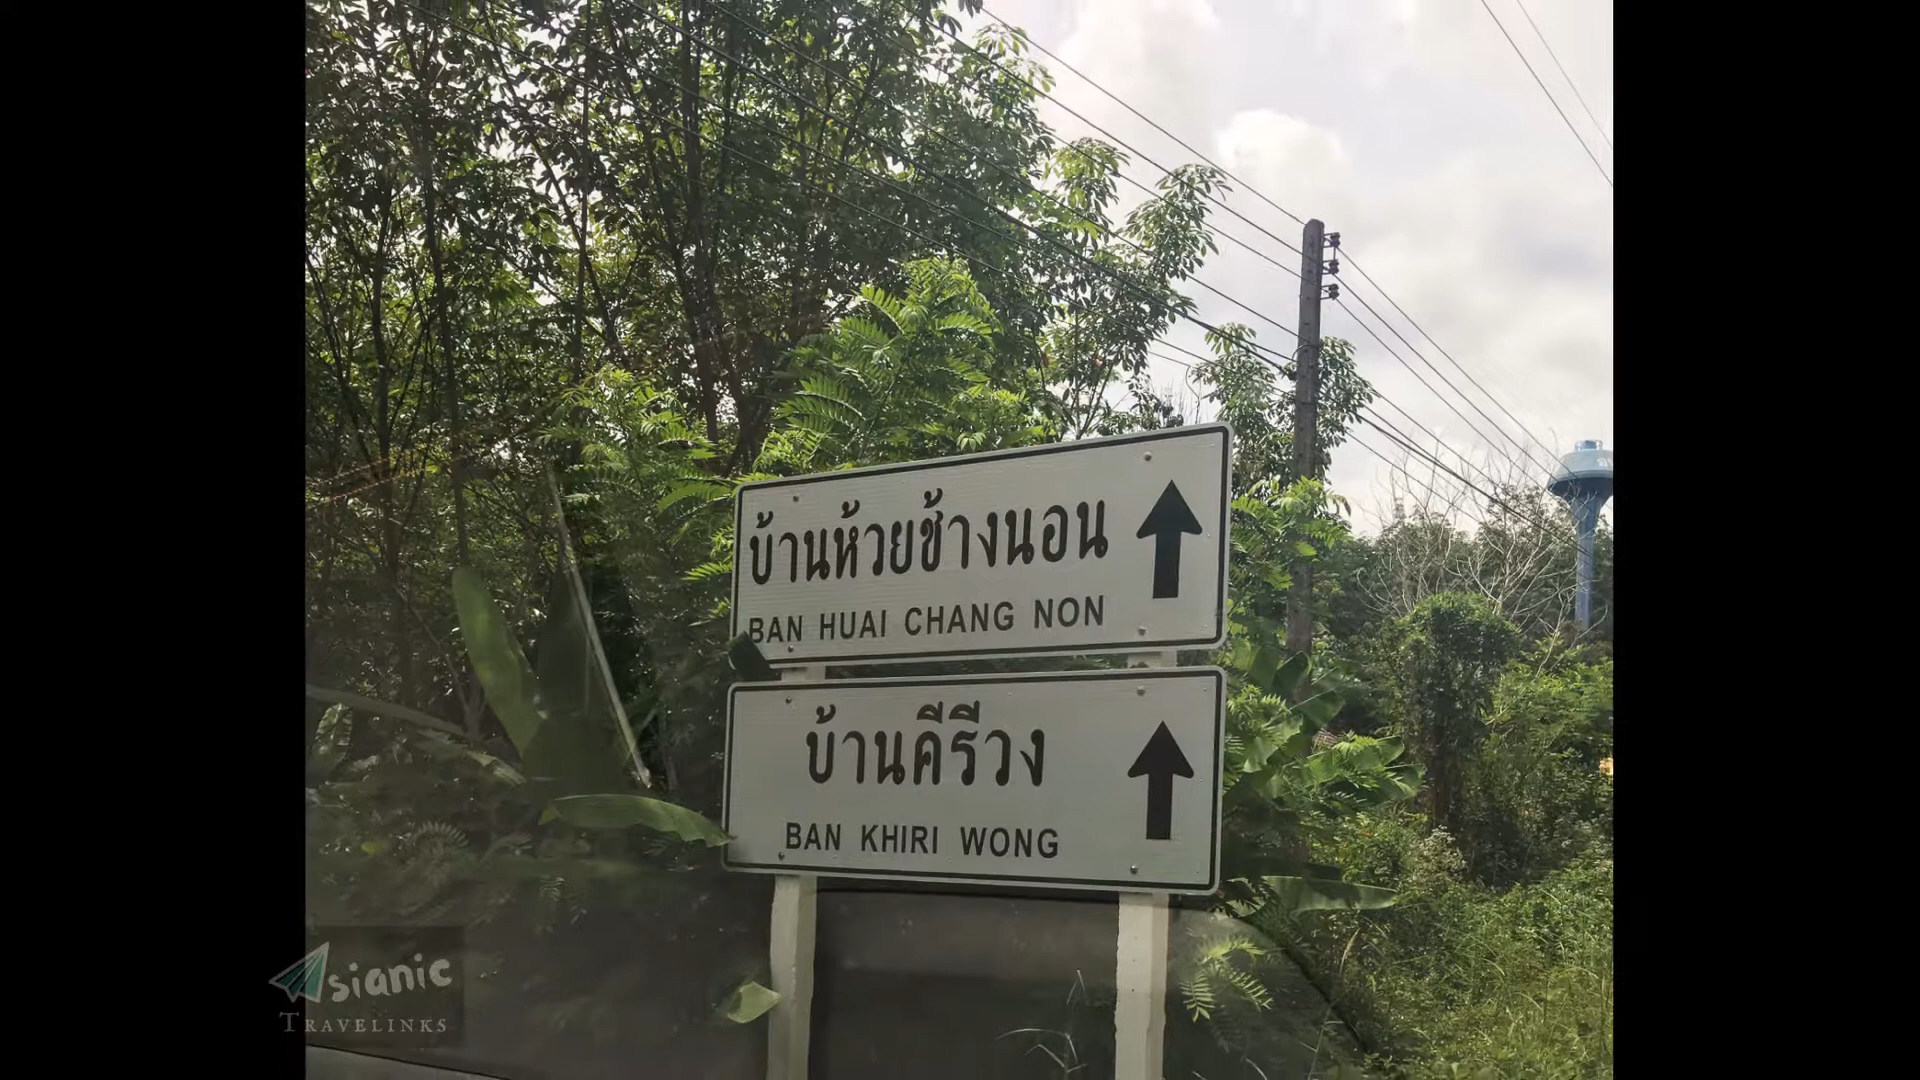 บ้านห้วยช้างนอน
BAN HUAI CHANG NON
บ้านคีรีวง
BAN KHIRI WONG
Asianic
TRAVELINKS